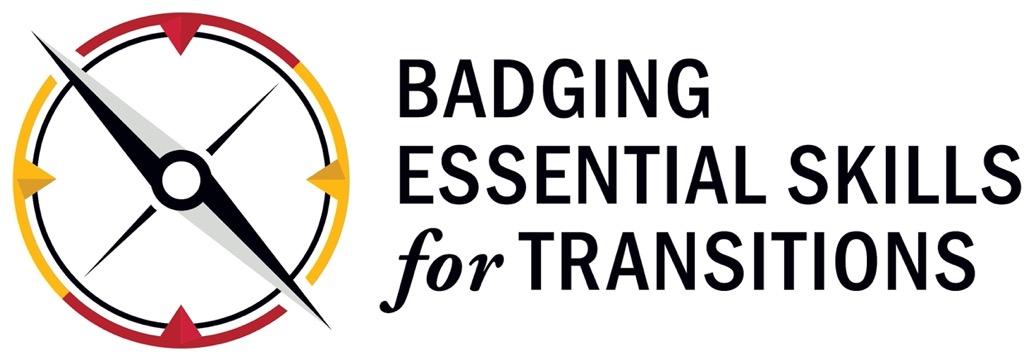 BADGING
ESSENTIAL SKILLS
for TRANSITIONS